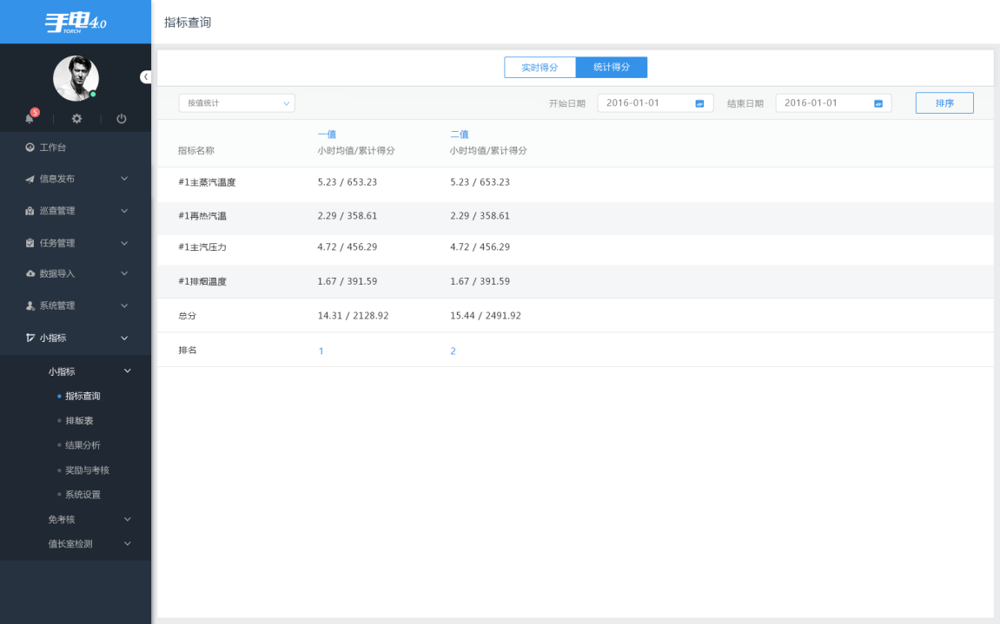 手电4.0
TORCH
指标查询
实时得分 统计得分
5
按值统计 开始日期 2016-01-01 结束日期 2016-01-01 排序
一值 二值
指标名称 小时均值/累计得分 小时均值/累计得分
#1主蒸汽温度 5.23 / 653.23 5.23 / 653.23
#1再热汽温 2.29 / 358.61 2.29 / 358.61
#1主汽压力 4.72 / 456.29 4.72 / 456.29
#1排烟温度 1.67 / 391.59 1.67 / 391.59
总分 14.31 / 2128.92 15.44 / 2491.92
排名 1 2
工作台
信息发布
巡查管理
任务管理
数据导入
系统管理
小指标
小指标
指标查询
排版表
结果分析
奖励与考核
系统设置
免考核
值长室检测